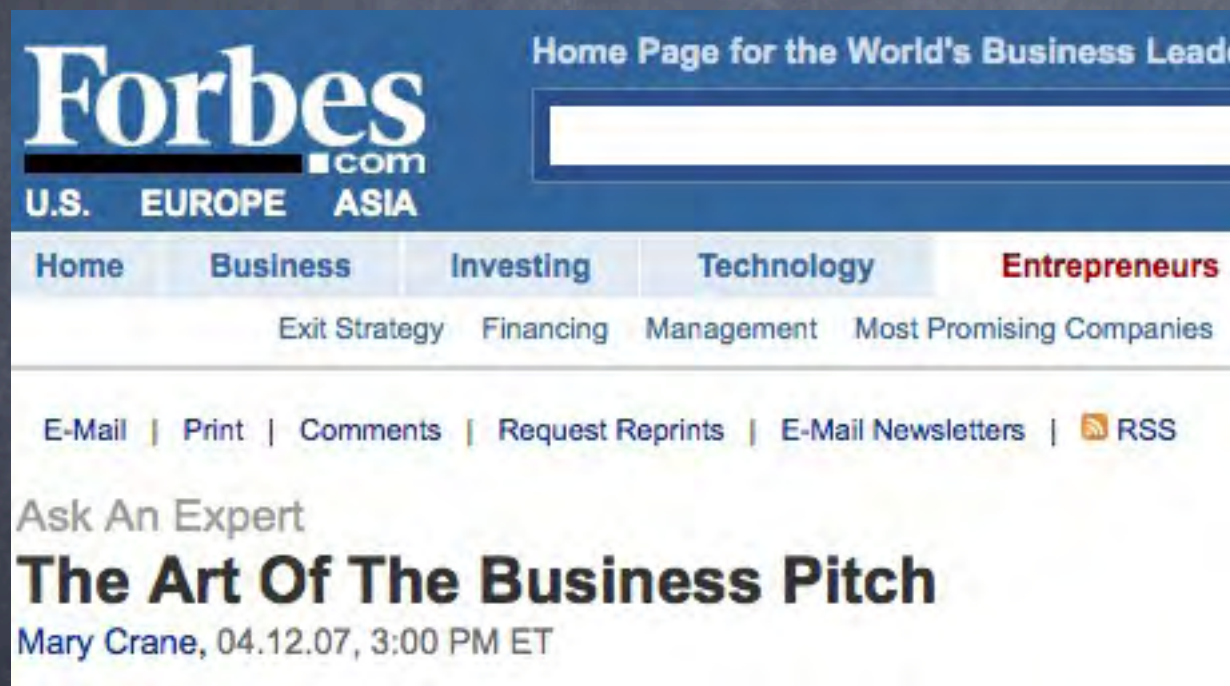 Home Page for the World's Business Lead
Forbes
.com
U.S. EUROPE ASIA
Home Business Investing Technology Entrepreneurs
Exit Strategy Financing Management Most Promising Companies
E-Mail | Print | Comments | Request Reprints | E-Mail Newsletters | RSS
Ask An Expert
The Art Of The Business Pitch
Mary Crane, 04.12.07, 3:00 PM ET